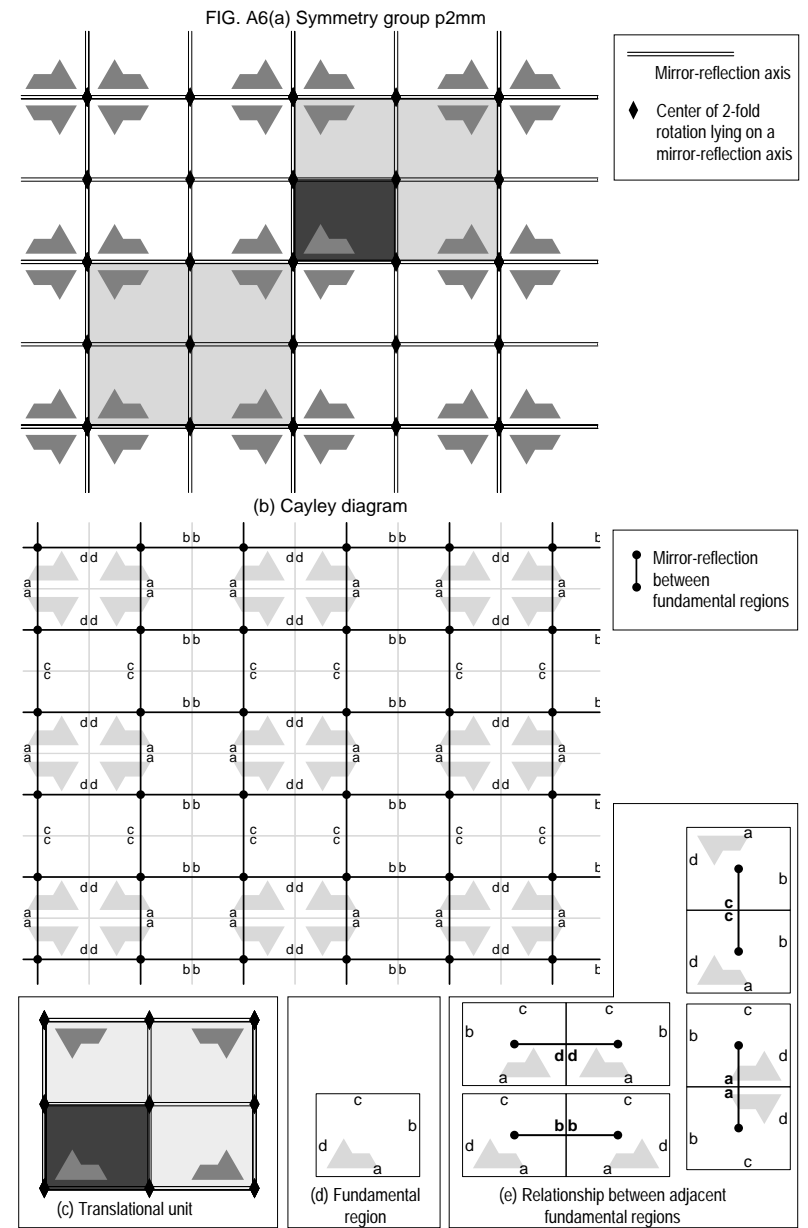 FIG. A6(a) Symmetry group p2mm
Mirror-reflection axis
Center of 2-fold
rotation lying on a
mirror-reflection axis
(b) Cayley diagram
b b b b b
d d d d d d
a a a a a
a a a a a
d d d d d d
b b b b b
c c c c c c
c c c c c c
b b b b b
d d d d d d
a a a a a
a a a a a
d d d d d d
b b b b b
c c c c c c
c c c c c c
b b b b b
d d d d d d
a a a a a
a a a a a
d d d d d d
b b b b b
Mirror-reflection
between
fundamental regions
a
d
b
c
c
b
d
a
c
b
d
a
a
d
b
c
c c
b b
d d
a a
c c
b b
d d
a a
c
b
d
a
(c) Translational unit
(d) Fundamental
region
(e) Relationship between adjacent
fundamental regions